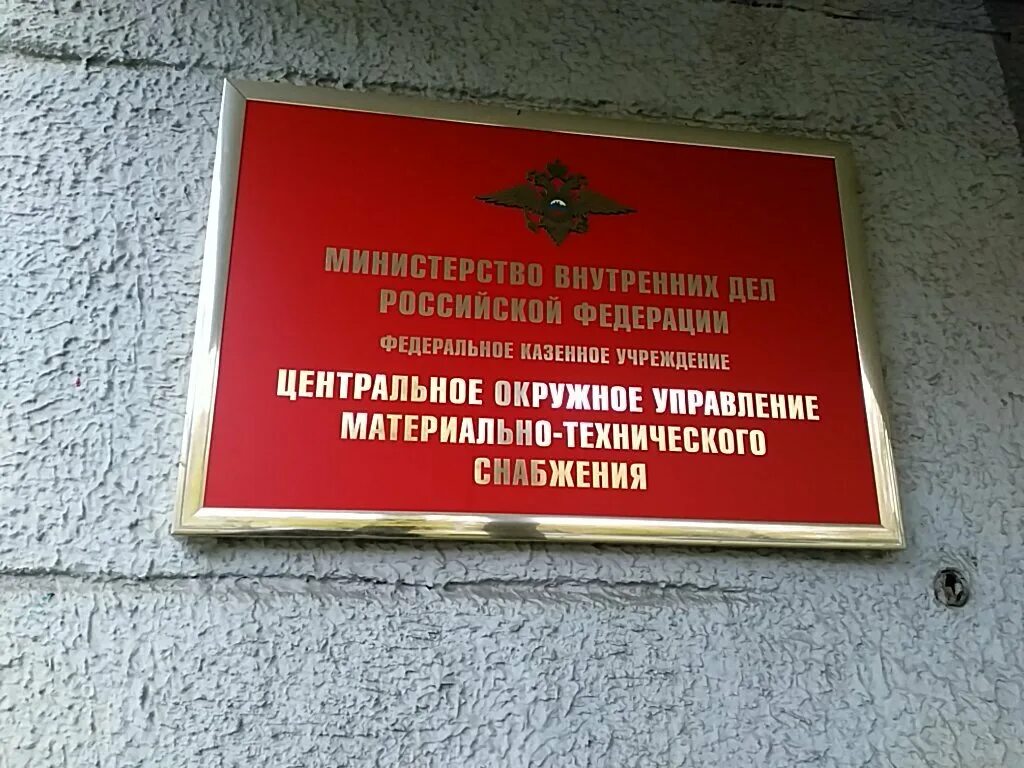 МИНИСТЕРСТВО ВНУТРЕННИХ ДЕЛ
РОССИЙСКОЙ ФЕДЕРАЦИИ
ФЕДЕРАЛЬНОЕ КАЗЕННОЕ УЧРЕЖДЕНИЕ
ЦЕНТРАЛЬНОЕ ОКРУЖНОЕ УПРАВЛЕНИЕ
МАТЕРИАЛЬНО-ТЕХНИЧЕСКОГО
СНАБЖЕНИЯ